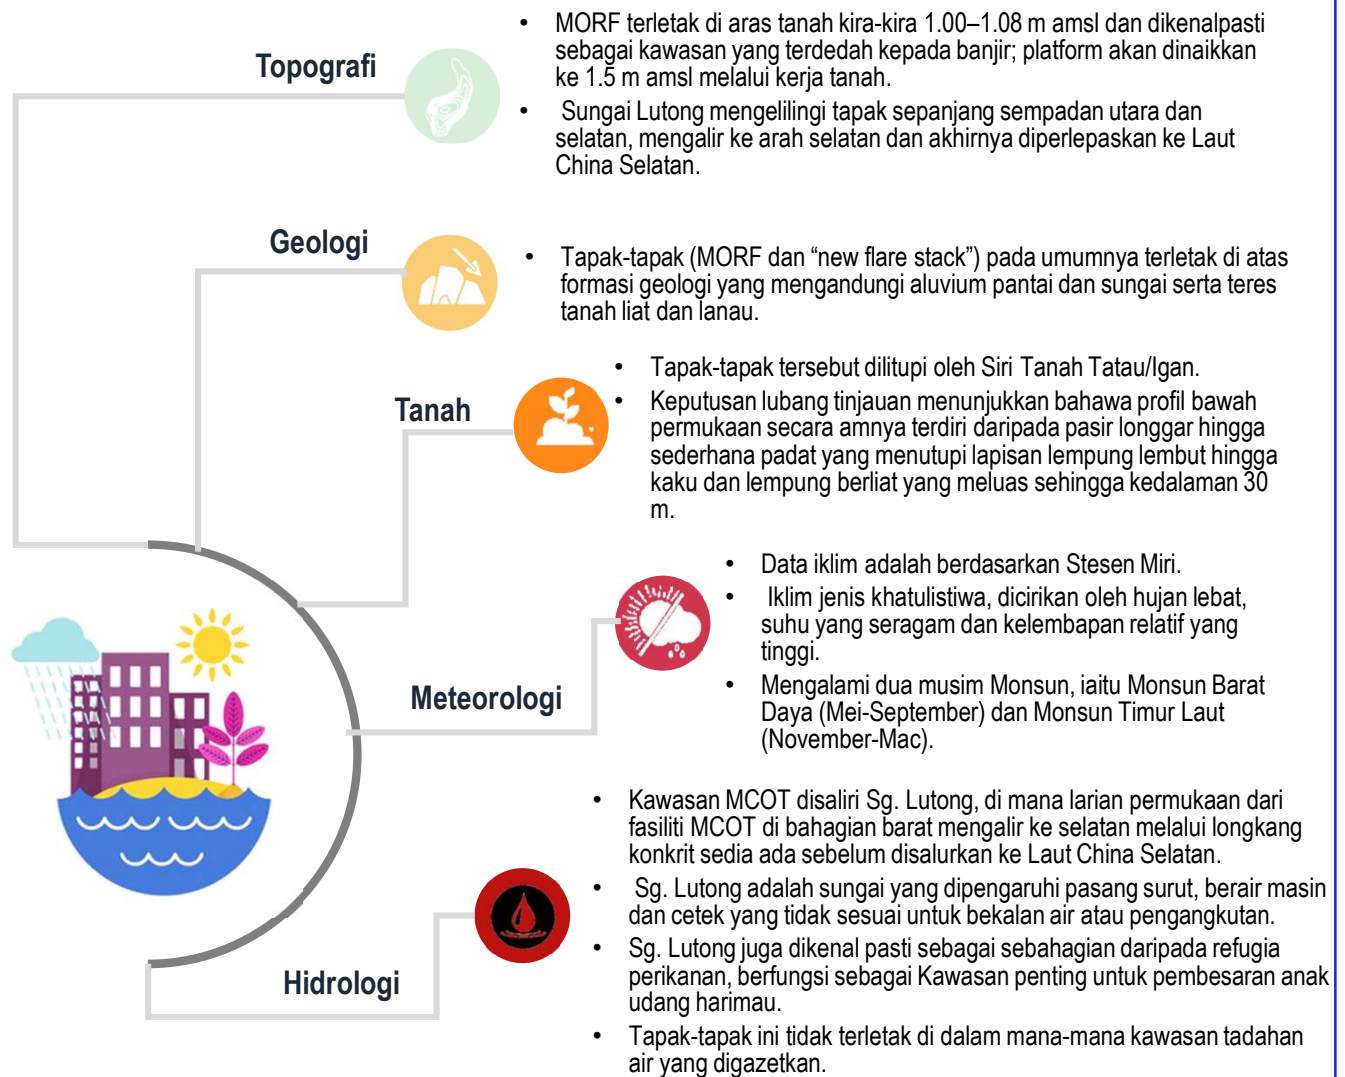 Topografi
• MORF terletak di aras tanah kira-kira 1.00–1.08 m amsl dan dikenalpasti
sebagai kawasan yang terdedah kepada banjir; platform akan dinaikkan
ke 1.5 m amsl melalui kerja tanah.
• Sungai Lutong mengelilingi tapak sepanjang sempadan utara dan
selatan, mengalir ke arah selatan dan akhirnya diperlepaskan ke Laut
China Selatan.
Geologi
• Tapak-tapak (MORF dan “new flare stack”) pada umumnya terletak di atas
formasi geologi yang mengandungi aluvium pantai dan sungai serta teres
tanah liat dan lanau.
Tanah
• Tapak-tapak tersebut dilitupi oleh Siri Tanah Tatau/Igan.
• Keputusan lubang tinjauan menunjukkan bahawa profil bawah
permukaan secara amnya terdiri daripada pasir longgar hingga
sederhana padat yang menutupi lapisan lempung lembut hingga
kaku dan lempung berliat yang meluas sehingga kedalaman 30
m.
Meteorologi
• Data iklim adalah berdasarkan Stesen Miri.
• Iklim jenis khatulistiwa, dicirikan oleh hujan lebat,
suhu yang seragam dan kelembapan relatif yang
tinggi.
• Mengalami dua musim Monsun, iaitu Monsun Barat
Daya (Mei-September) dan Monsun Timur Laut
(November-Mac).
Hidrologi
• Kawasan MCOT disaliri Sg. Lutong, di mana larian permukaan dari
fasiliti MCOT di bahagian barat mengalir ke selatan melalui longkang
konkrit sedia ada sebelum disalurkan ke Laut China Selatan.
• Sg. Lutong adalah sungai yang dipengaruhi pasang surut, berair masin
dan cetek yang tidak sesuai untuk bekalan air atau pengangkutan.
• Sg. Lutong juga dikenal pasti sebagai sebahagian daripada refugia
perikanan, berfungsi sebagai Kawasan penting untuk pembesaran anak
udang harimau.
• Tapak-tapak ini tidak terletak di dalam mana-mana kawasan tadahan
air yang digazetkan.